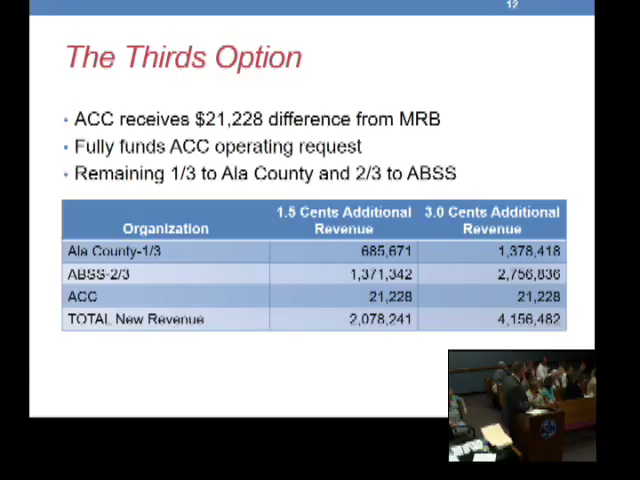 12
The Thirds Option
• ACC receives $21,228 difference from MRB
• Fully funds ACC operating request
• Remaining 1/3 to Ala County and 2/3 to ABSS
Organization 1.5 Cents Additional Revenue 3.0 Cents Additional Revenue
Ala County-1/3 685,671 1,378,418
ABSS-2/3 1,371,342 2,756,836
ACC 21,228 21,228
TOTAL New Revenue 2,078,241 4,156,482